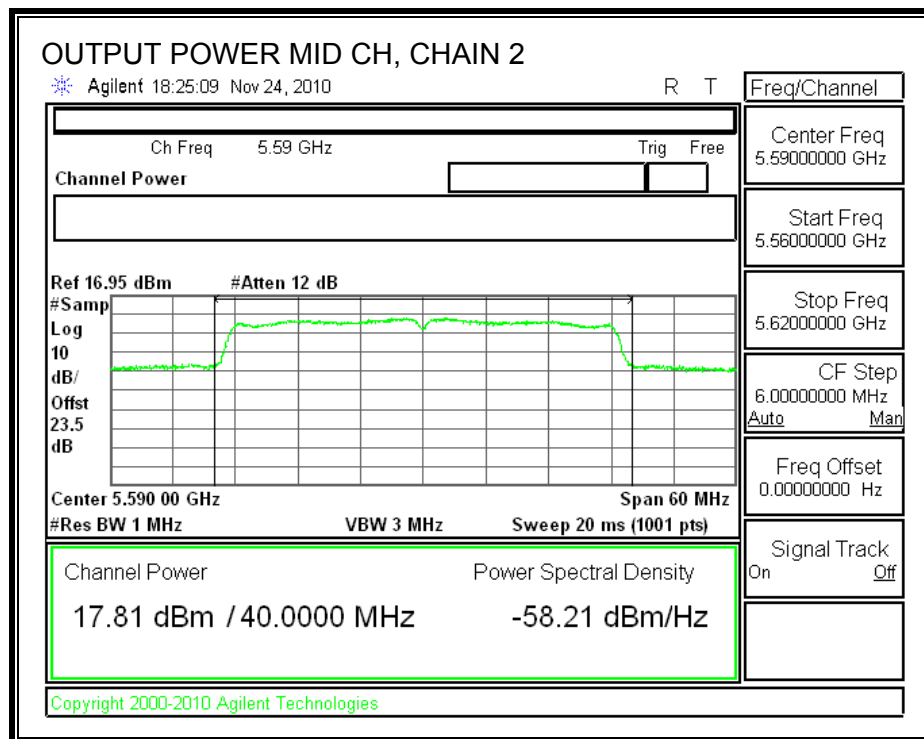 OUTPUT POWER MID CH, CHAIN 2
Agilent 18:25:09 Nov 24, 2010 R T
Freq/Channel
Ch Freq 5.59 GHz Trig Free
Channel Power
Center Freq
5.59000000 GHz
Start Freq
5.56000000 GHz
Stop Freq
5.62000000 GHz
CF Step
6.00000000 MHz
Auto Man
Freq Offset
0.00000000 Hz
Signal Track
On Off
Ref 16.95 dBm #Atten 12 dB
#Samp
Log
10
dB/
Offst
23.5
dB
Center 5.590 00 GHz Span 60 MHz
#Res BW 1 MHz VBW 3 MHz Sweep 20 ms (1001 pts)
Channel Power Power Spectral Density
17.81 dBm / 40.0000 MHz -58.21 dBm/Hz
Copyright 2000-2010 Agilent Technologies